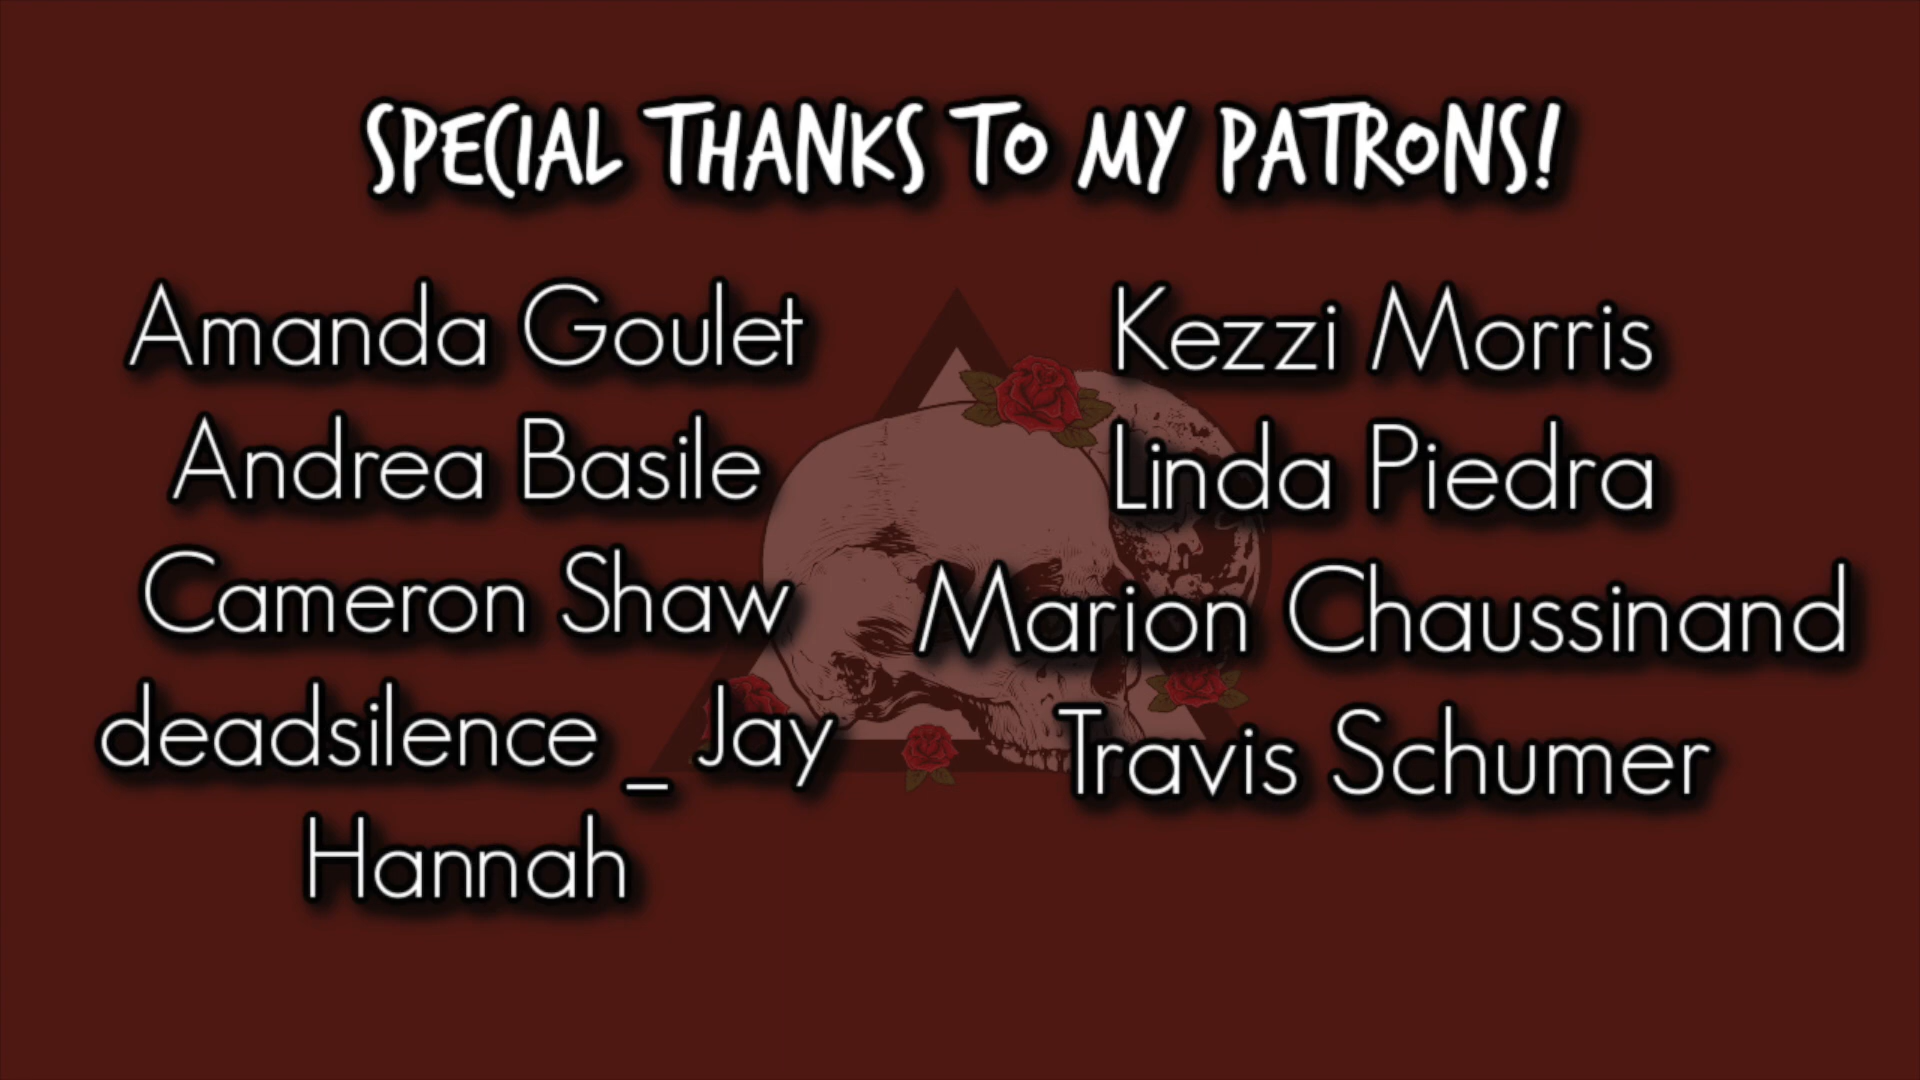 SPECIAL THANKS TO MY PATRONS!
Amanda Goulet
Andrea Basile
Cameron Shaw
deadsilence _ Jay
Hannah
Kezzi Morris
Linda Piedra
Marion Chaussinand
Travis Schumer